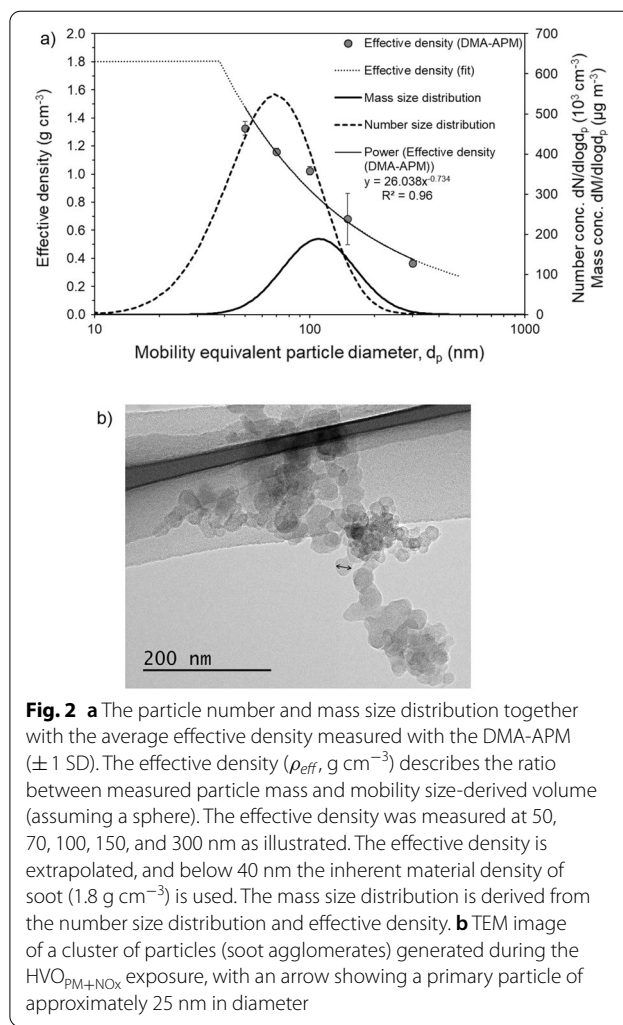 a)
2.0
1.8
1.6
1.4
1.2
1.0
0.8
0.6
0.4
0.2
0.0
Effective density (g cm⁻³)
Effective density (DMA-APM)
Effective density (fit)
Mass size distribution
Number size distribution
Power (Effective density
(DMA-APM))
y = 26.038x⁻⁰·⁷³⁴
R² = 0.96
700
600
500
400
300
200
100
0
Number conc. dN/dlogdₚ (10³ cm⁻³)
Mass conc. dM/dlogdₚ (µg m⁻³)
10
100
1000
Mobility equivalent particle diameter, dₚ (nm)
b)
200 nm
Fig. 2 a The particle number and mass size distribution together
with the average effective density measured with the DMA-APM
(± 1 SD). The effective density (ρeff, g cm⁻³) describes the ratio
between measured particle mass and mobility size-derived volume
(assuming a sphere). The effective density was measured at 50,
70, 100, 150, and 300 nm as illustrated. The effective density is
extrapolated, and below 40 nm the inherent material density of
soot (1.8 g cm⁻³) is used. The mass size distribution is derived from
the number size distribution and effective density. b TEM image
of a cluster of particles (soot agglomerates) generated during the
HVOPM+NOx exposure, with an arrow showing a primary particle of
approximately 25 nm in diameter